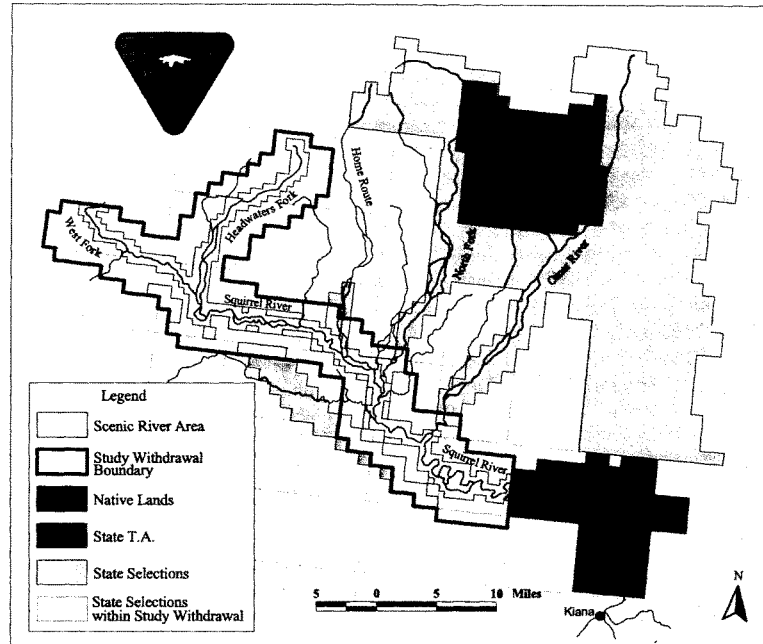 Headwaters Fork
Home Route
West Fork
North Fork
Omar River
Squirrel River
Squirrel River
Legend
Scenic River Area
Study Withdrawal
Boundary
Native Lands
State T.A.
State Selections
State Selections
within Study Withdrawal
5 0 5 10 Miles
N
Kiana